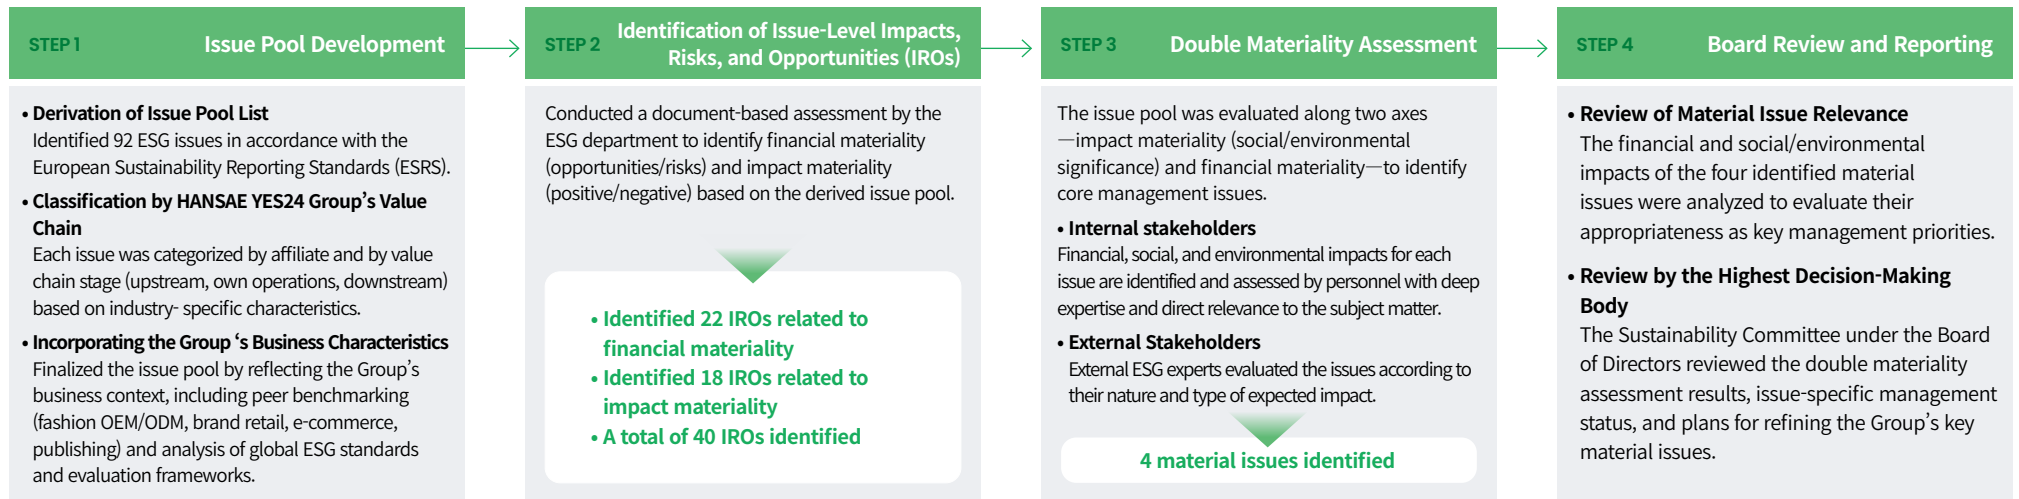 STEP 1
Issue Pool Development
• Derivation of Issue Pool List
Identified 92 ESG issues in accordance with the
European Sustainability Reporting Standards (ESRS).
• Classification by HANSAE YES24 Group's Value
Chain
Each issue was categorized by affiliate and by value
chain stage (upstream, own operations, downstream)
based on industry- specific characteristics.
• Incorporating the Group ‘s Business Characteristics
Finalized the issue pool by reflecting the Group's
business context, including peer benchmarking
(fashion OEM/ODM, brand retail, e-commerce,
publishing) and analysis of global ESG standards
and evaluation frameworks.
STEP 2
Identification of Issue-Level Impacts,
Risks, and Opportunities (IROs)
Conducted a document-based assessment by the
ESG department to identify financial materiality
(opportunities/risks) and impact materiality
(positive/negative) based on the derived issue pool.
• Identified 22 IROs related to
financial materiality
• Identified 18 IROs related to
impact materiality
• A total of 40 IROs identified
STEP 3
Double Materiality Assessment
The issue pool was evaluated along two axes
—impact materiality (social/environmental
significance) and financial materiality—to identify
core management issues.
• Internal stakeholders
Financial, social, and environmental impacts for each
issue are identified and assessed by personnel with deep
expertise and direct relevance to the subject matter.
• External Stakeholders
External ESG experts evaluated the issues according to
their nature and type of expected impact.
4 material issues identified
STEP 4
Board Review and Reporting
• Review of Material Issue Relevance
The financial and social/environmental
impacts of the four identified material
issues were analyzed to evaluate their
appropriateness as key management priorities.
• Review by the Highest Decision-Making
Body
The Sustainability Committee under the Board
of Directors reviewed the double materiality
assessment results, issue-specific management
status, and plans for refining the Group's key
material issues.